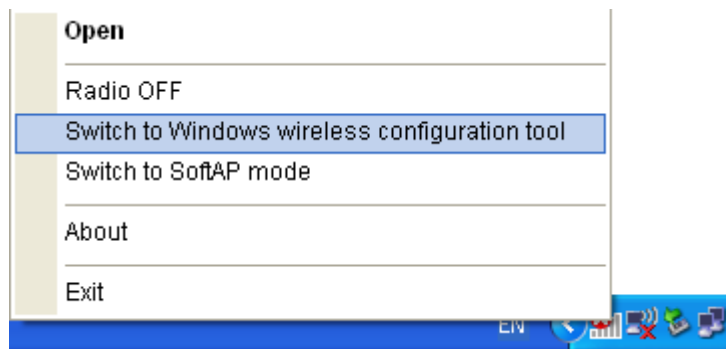 Open
Radio OFF
Switch to Windows wireless configuration tool
Switch to SoftAP mode
About
Exit
EN